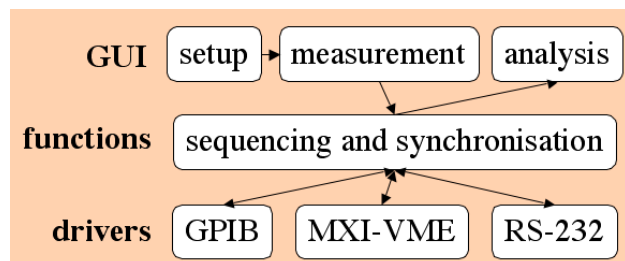 GUI setup measurement analysis
functions sequencing and synchronisation
drivers GPIB MXI-VME RS-232